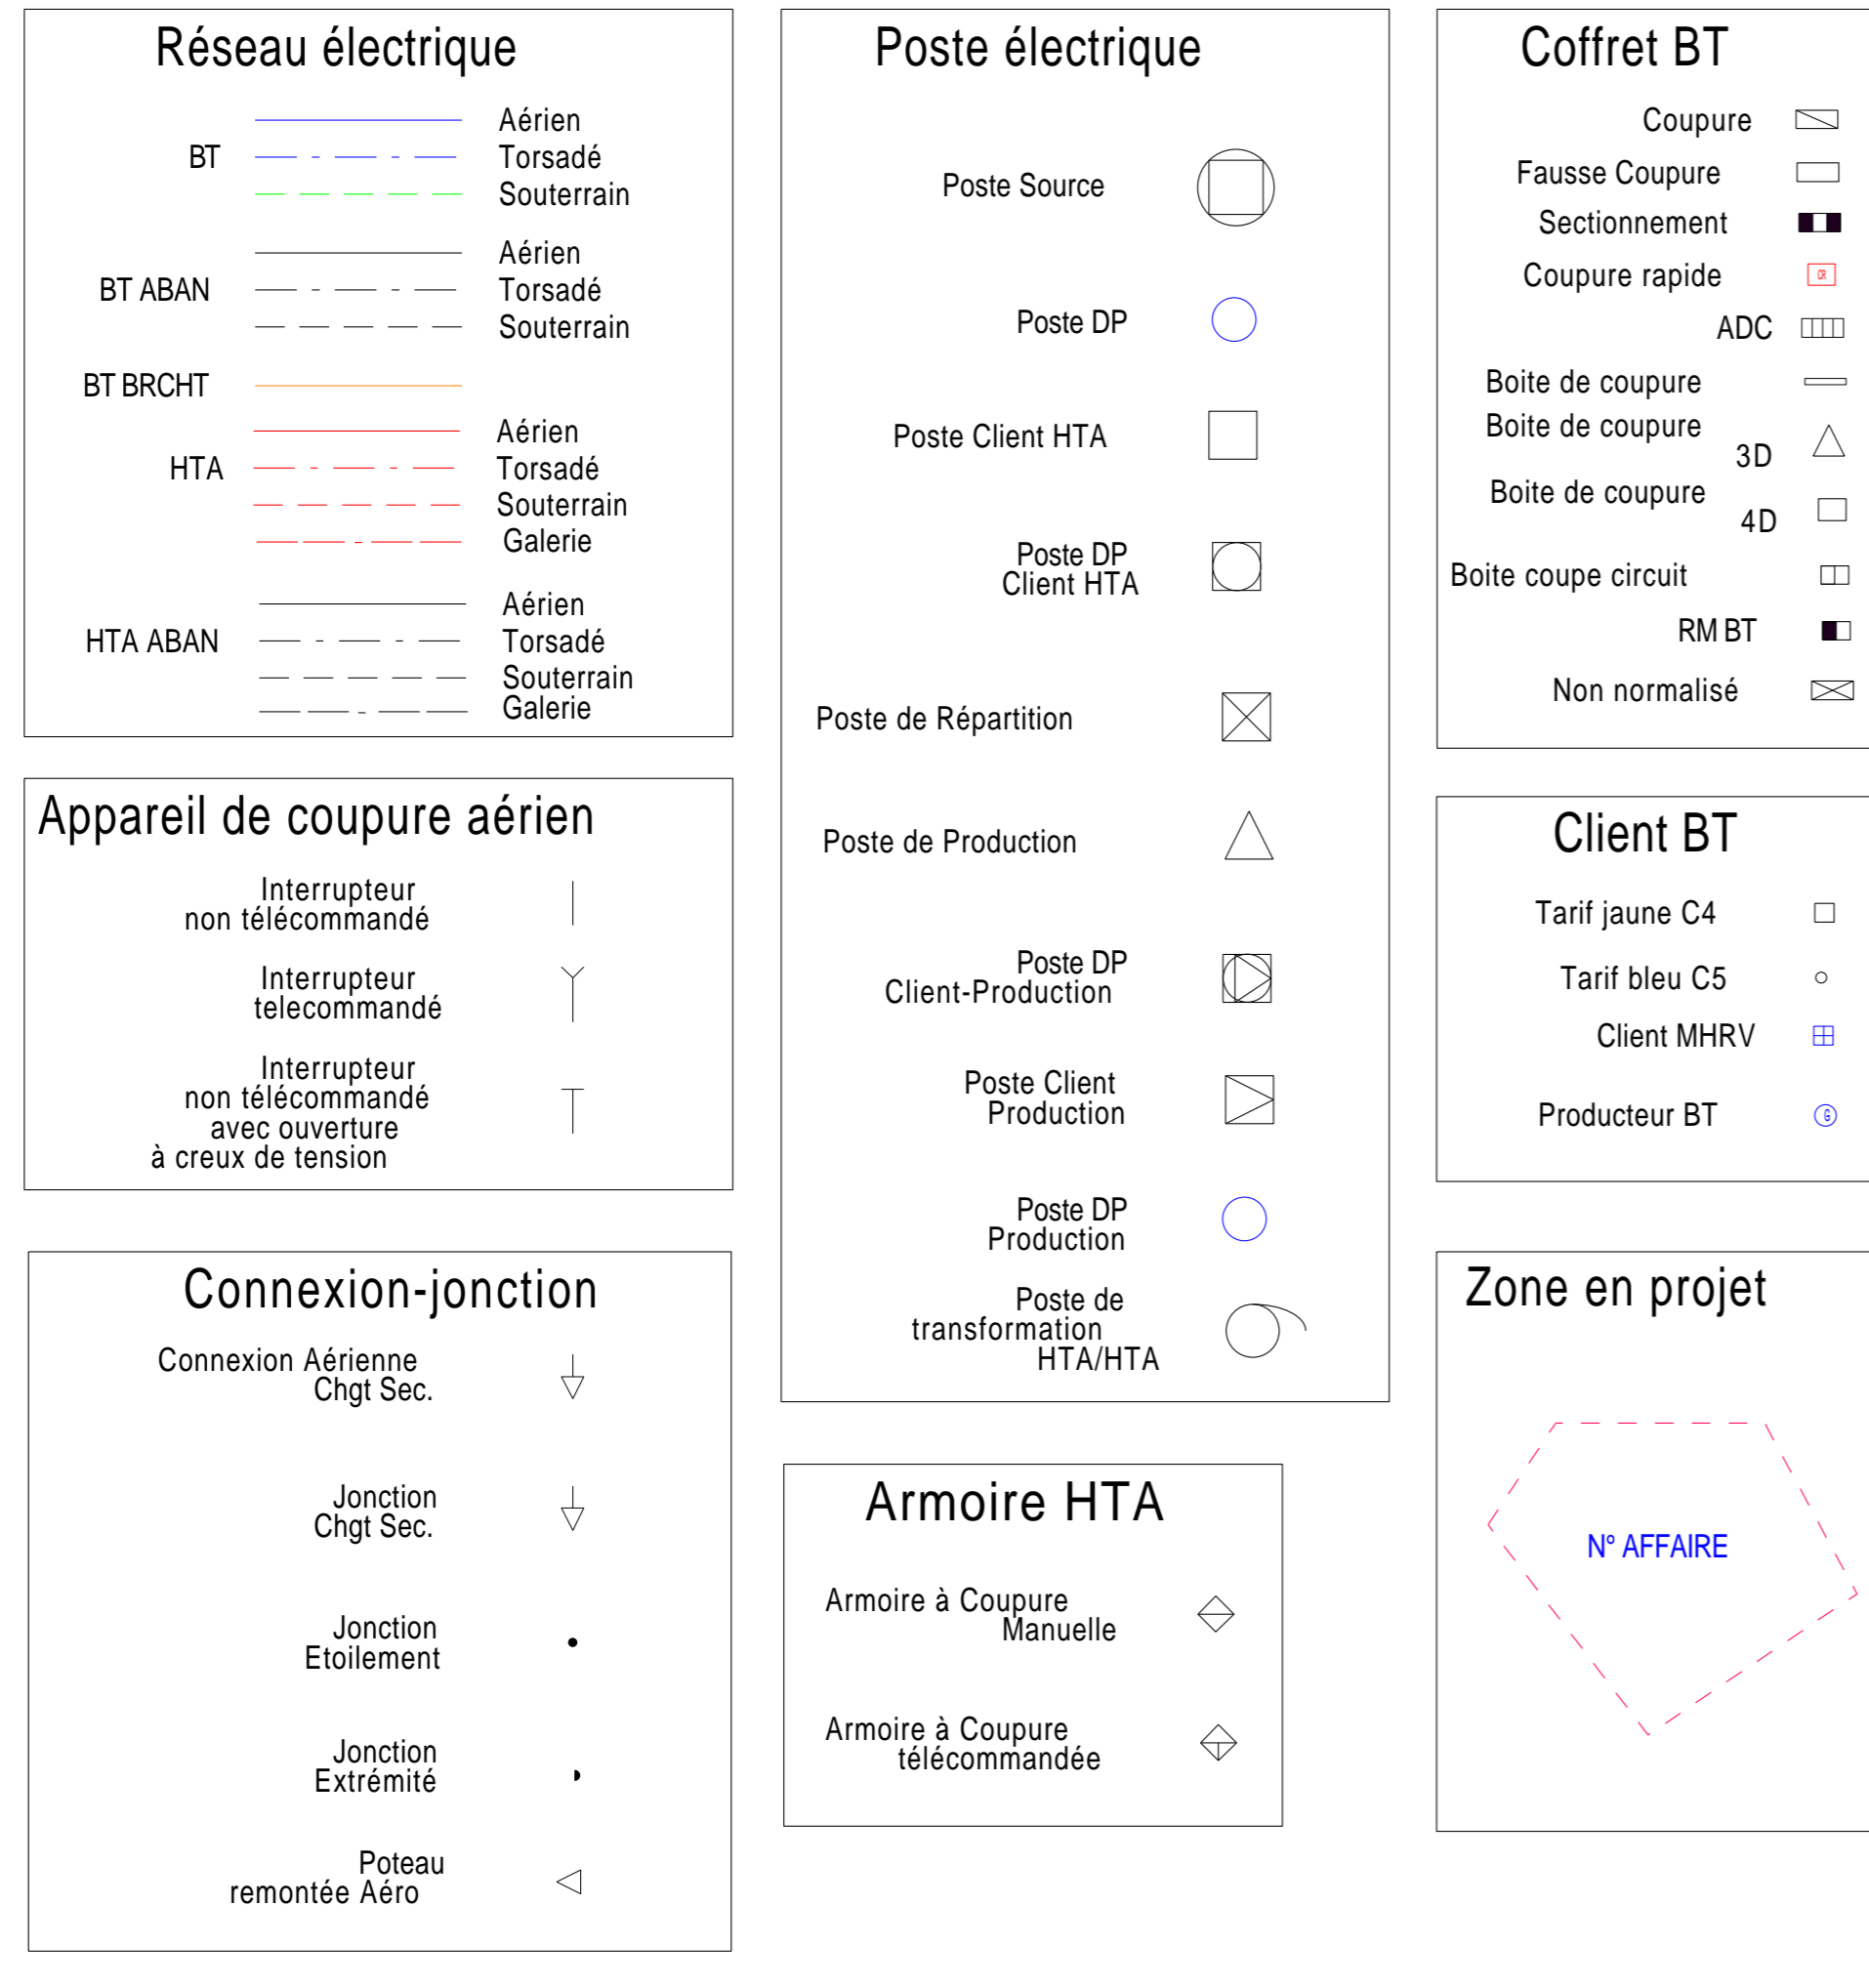 Réseau électrique
Aérien
BT
Torsadé
Souterrain
Aérien
BT ABAN
Torsadé
Souterrain
BT BRCHT
Aérien
HTA
Torsadé
Souterrain
Galerie
Aérien
HTA ABAN
Torsadé
Souterrain
Galerie
Appareil de coupure aérien
Interrupteur
non télécommandé
Interrupteur
telecommandé
Interrupteur
non télécommandé
avec ouverture
à creux de tension
Connexion-jonction
Connexion Aérienne
Chgt Sec.
Jonction
Chgt Sec.
Jonction
Etoilement
Jonction
Extrémité
Poteau
remontée Aéro
Poste électrique
Poste Source
Poste DP
Poste Client HTA
Poste DP
Client HTA
Poste de Répartition
Poste de Production
Poste DP
Client-Production
Poste Client
Production
Poste DP
Production
Poste de
transformation
HTA/HTA
Armoire HTA
Armoire à Coupure
Manuelle
Armoire à Coupure
télécommandée
Coffret BT
Coupure
Fausse Coupure
Sectionnement
Coupure rapide
CR
ADC
Boite de coupure
Boite de coupure
3D
Boite de coupure
4D
Boite coupe circuit
RM BT
Non normalisé
Client BT
Tarif jaune C4
Tarif bleu C5
Client MHRV
Producteur BT
G
Zone en projet
N° AFFAIRE